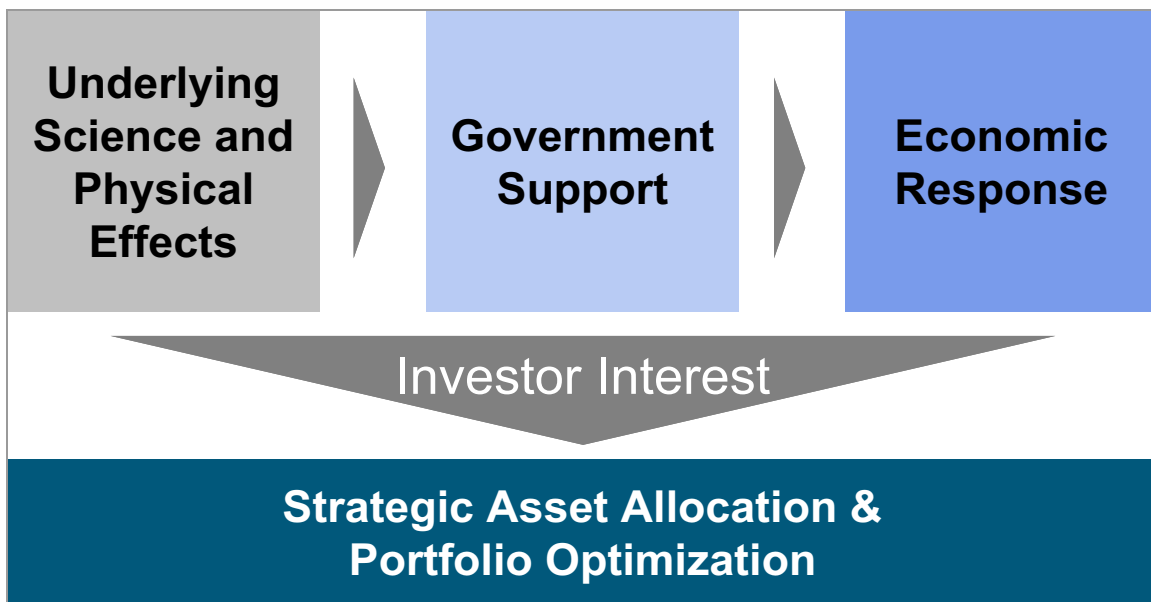 Underlying
Science and
Physical
Effects
Government
Support
Economic
Response
Investor Interest
Strategic Asset Allocation &
Portfolio Optimization